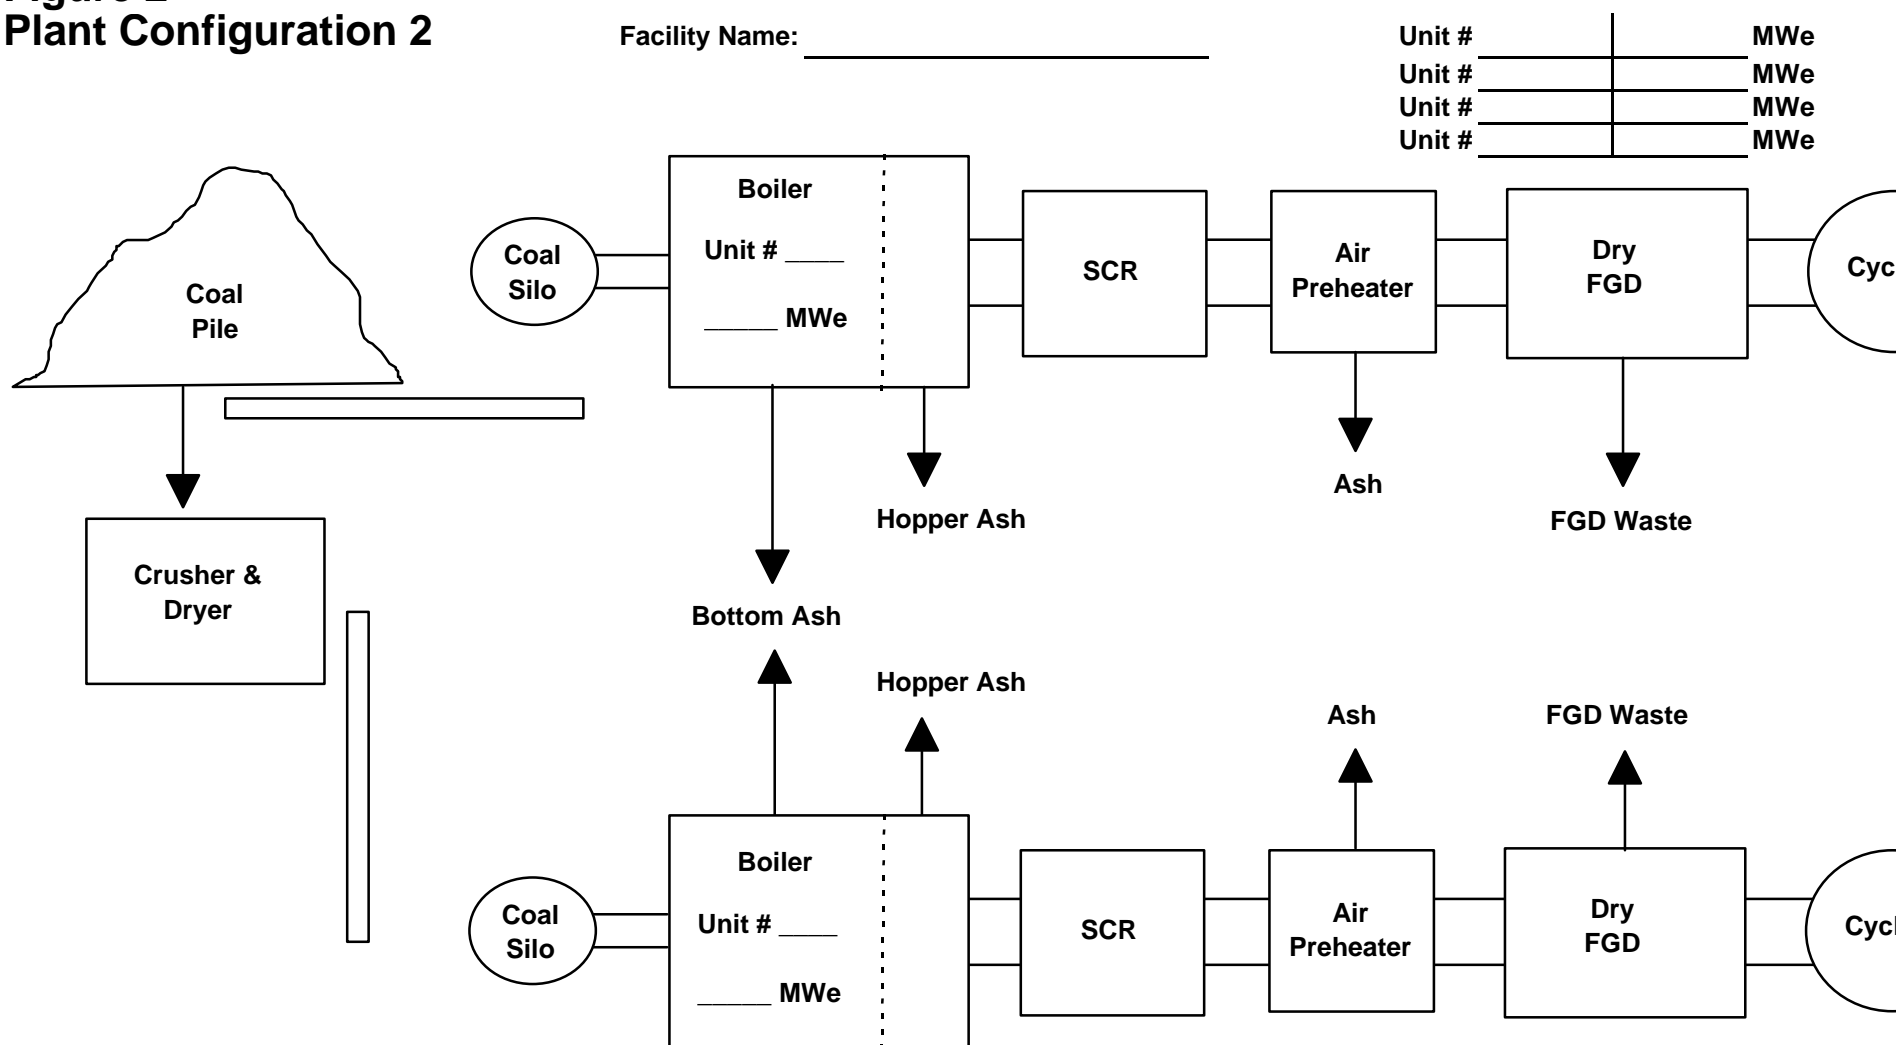 Plant Configuration 2
Facility Name:
Unit # MWe
Unit # MWe
Unit # MWe
Unit # MWe
Coal
Pile
Crusher &
Dryer
Coal
Silo
Boiler
Unit # ____
_____ MWe
SCR
Air
Preheater
Dry
FGD
Cyc
Hopper Ash
Ash
FGD Waste
Bottom Ash
Hopper Ash
Ash
FGD Waste
Coal
Silo
Boiler
Unit # ____
_____ MWe
SCR
Air
Preheater
Dry
FGD
Cycl